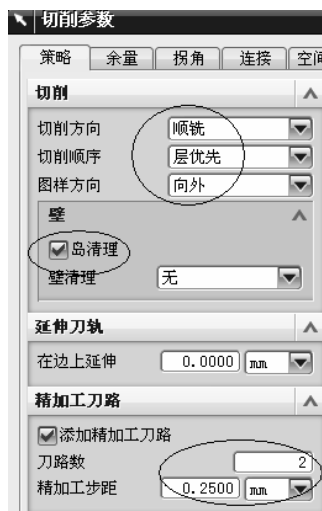 切削参数
策略 余量 拐角 连接 空间
切削
切削方向 顺铣
切削顺序 层优先
图样方向 向外
壁
岛清理
壁清理 无
延伸刀轨
在边上延伸 0.0000 mm
精加工刀路
添加精加工刀路
刀路数 2
精加工步距 0.2500 mm